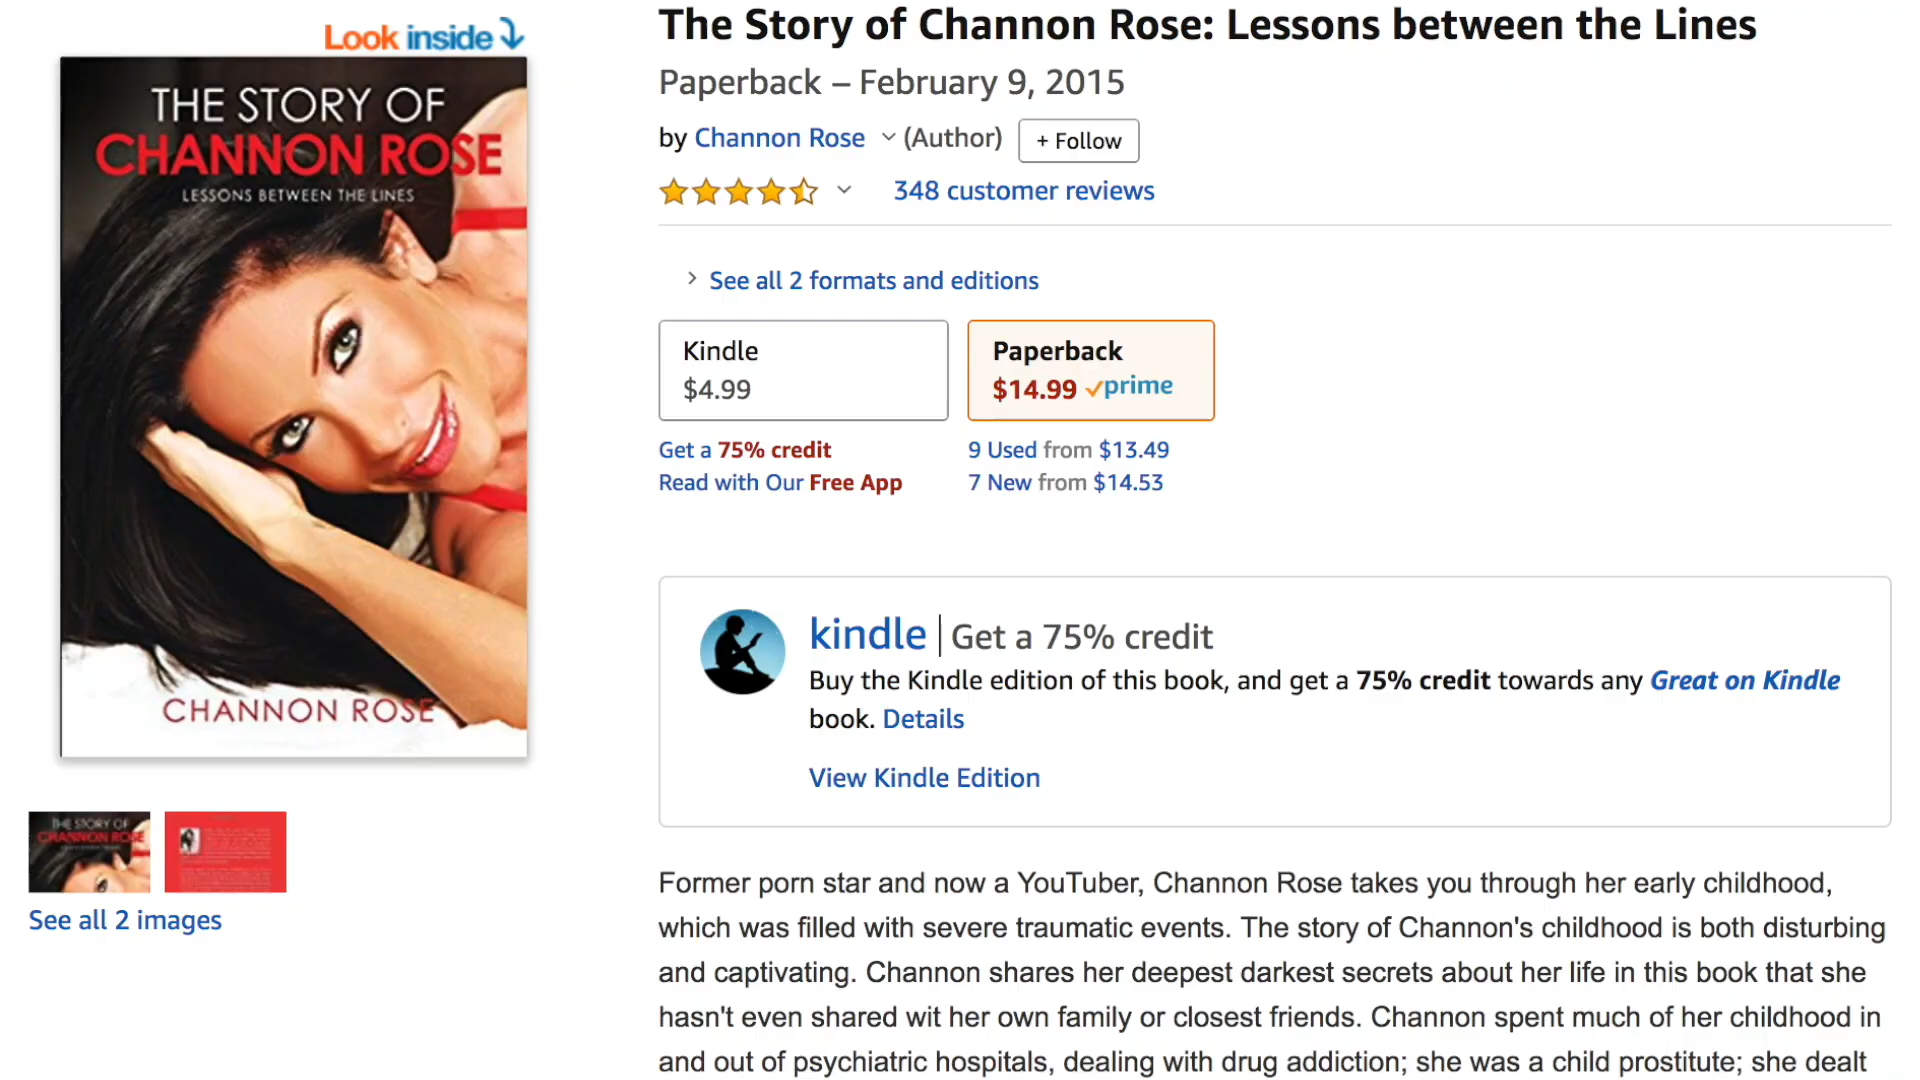 Look inside
THE STORY OF
CHANNON ROSE
LESSONS BETWEEN THE LINES
CHANNON ROSE
THE STORY OF
CHANNON ROSE
See all 2 images
The Story of Channon Rose: Lessons between the Lines
Paperback – February 9, 2015
by Channon Rose (Author) + Follow
348 customer reviews
See all 2 formats and editions
Kindle
$4.99
Paperback
$14.99 prime
Get a 75% credit
Read with Our Free App
9 Used from $13.49
7 New from $14.53
kindle | Get a 75% credit
Buy the Kindle edition of this book, and get a 75% credit towards any Great on Kindle
book. Details
View Kindle Edition
Former porn star and now a YouTuber, Channon Rose takes you through her early childhood,
which was filled with severe traumatic events. The story of Channon's childhood is both disturbing
and captivating. Channon shares her deepest darkest secrets about her life in this book that she
hasn't even shared wit her own family or closest friends. Channon spent much of her childhood in
and out of psychiatric hospitals, dealing with drug addiction; she was a child prostitute; she dealt